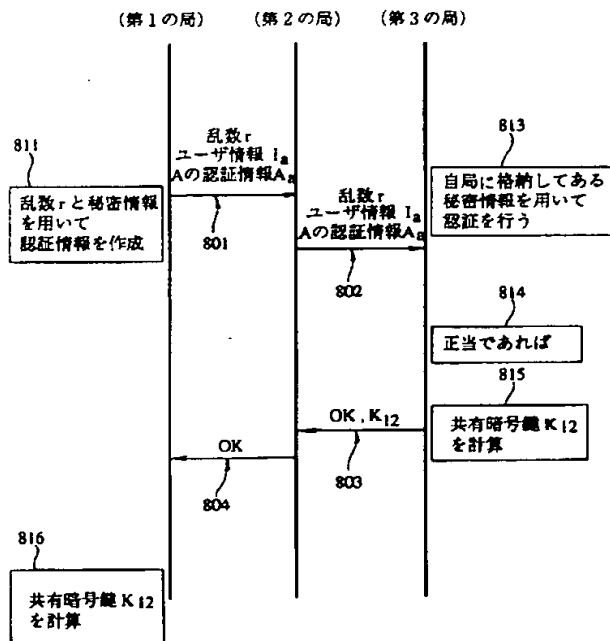 (第1の局) (第2の局) (第3の局)
811
乱数rと秘密情報
を用いて
認証情報を作成
乱数r
ユーザ情報 Ia
Aの認証情報Aa
801
乱数r
ユーザ情報 Ia
Aの認証情報Aa
802
813
自局に格納してある
秘密情報を用いて
認証を行う
814
正当であれば
815
共有暗号鍵K12
を計算
OK,K12
803
OK
804
816
共有暗号鍵K12
を計算